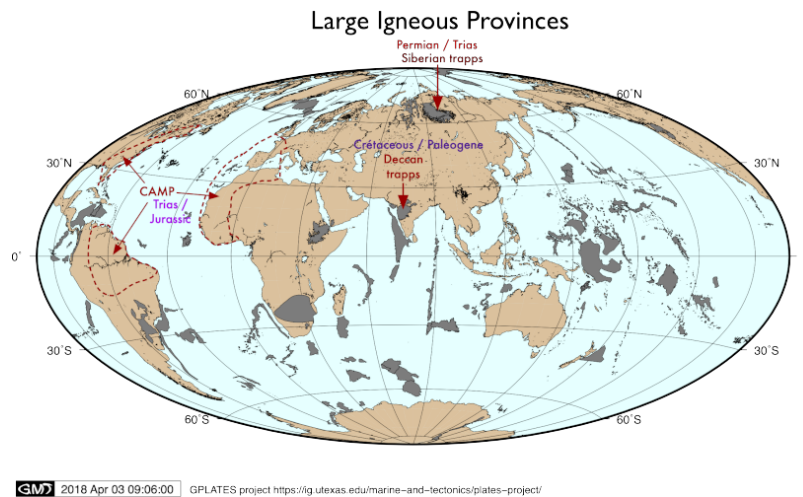 Large Igneous Provinces
Permian / Trias
Siberian trapps
60°N
60°N
Crétaceous / Paleogene
Deccan
trapps
30°N
30°N
CAMP
Trias /
Jurassic
0°
0°
30°S
30°S
60°S
60°S
GMD 2018 Apr 03 09:06:00 GPLATES project https://ig.utexas.edu/marine-and-tectonics/plates-project/